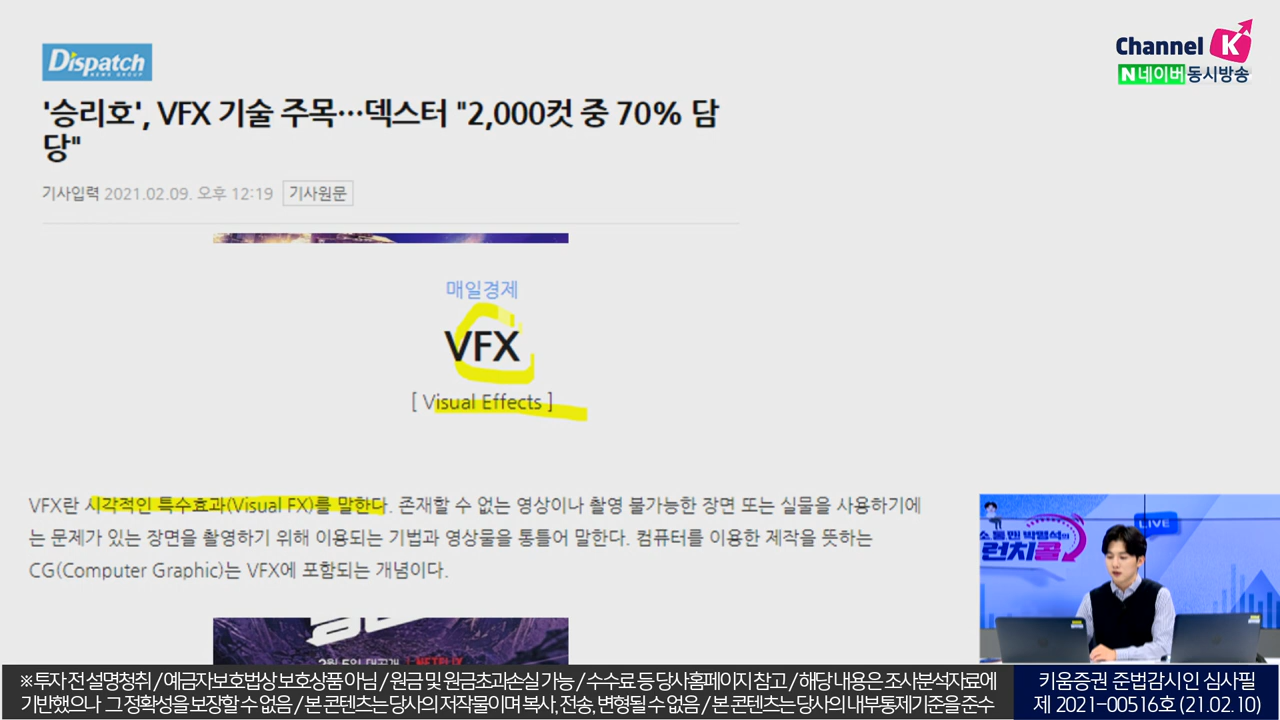 Dispatch
NEWS GROUP
Channel K
N 네이버 동시방송
'승리호', VFX 기술 주목…덱스터 "2,000컷 중 70% 담
당"
기사입력 2021.02.09. 오후 12:19 기사원문
매일경제
VFX
[ Visual Effects ]
VFX란 시각적인 특수효과(Visual FX)를 말한다. 존재할 수 없는 영상이나 촬영 불가능한 장면 또는 실물을 사용하기에
는 문제가 있는 장면을 촬영하기 위해 이용되는 기법과 영상물을 통틀어 말한다. 컴퓨터를 이용한 제작을 뜻하는
CG(Computer Graphic)는 VFX에 포함되는 개념이다.
LIVE
런치콜
NETFLIX
※ 투자 전 설명청취 / 예금자보호법상 보호상품 아님 / 원금 및 원금초과손실 가능 / 수수료 등 당사홈페이지 참고 / 해당 내용은 조사분석자료에
기반했으나 그 정확성을 보장할 수 없음 / 본 콘텐츠는 당사의 저작물이며 복사, 전송, 변형될 수 없음 / 본 콘텐츠는 당사의 내부통제기준을 준수
키움증권 준법감시인 심사필
제 2021-00516호 (21.02.10)